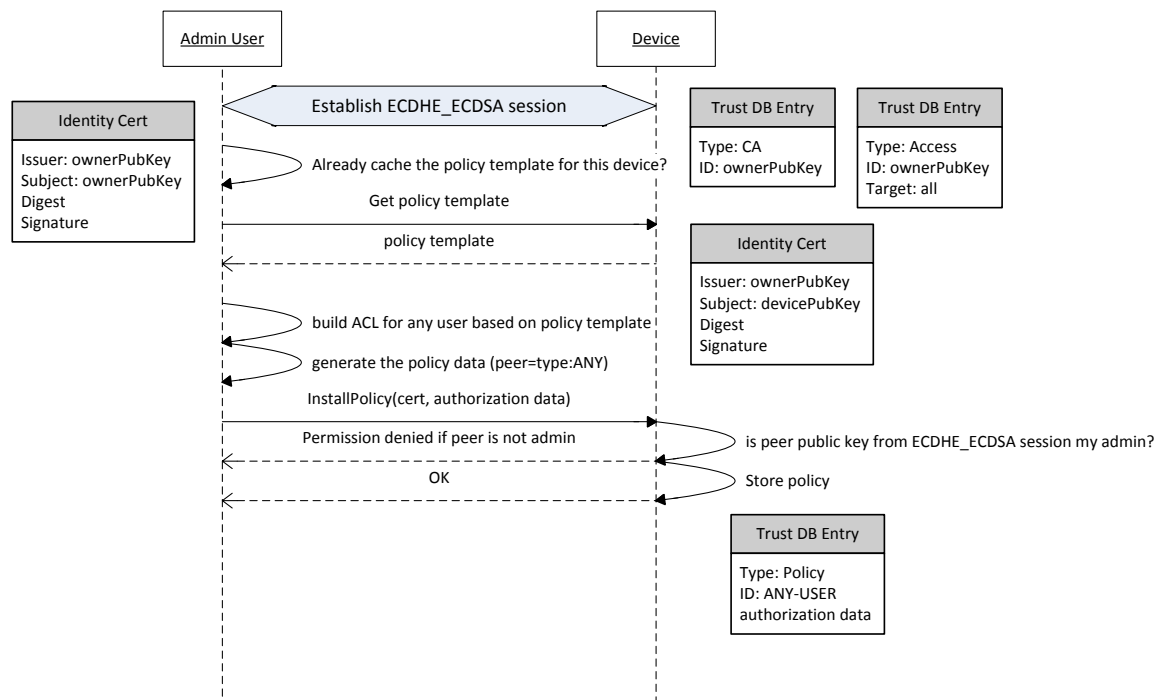 Admin User
Device
Establish ECDHE_ECDSA session
Identity Cert
Issuer: ownerPubKey
Subject: ownerPubKey
Digest
Signature
Trust DB Entry
Type: CA
ID: ownerPubKey
Trust DB Entry
Type: Access
ID: ownerPubKey
Target: all
Already cache the policy template for this device?
Get policy template
policy template
Identity Cert
Issuer: ownerPubKey
Subject: devicePubKey
Digest
Signature
build ACL for any user based on policy template
generate the policy data (peer=type:ANY)
InstallPolicy(cert, authorization data)
Permission denied if peer is not admin
is peer public key from ECDHE_ECDSA session my admin?
OK
Store policy
Trust DB Entry
Type: Policy
ID: ANY-USER
authorization data